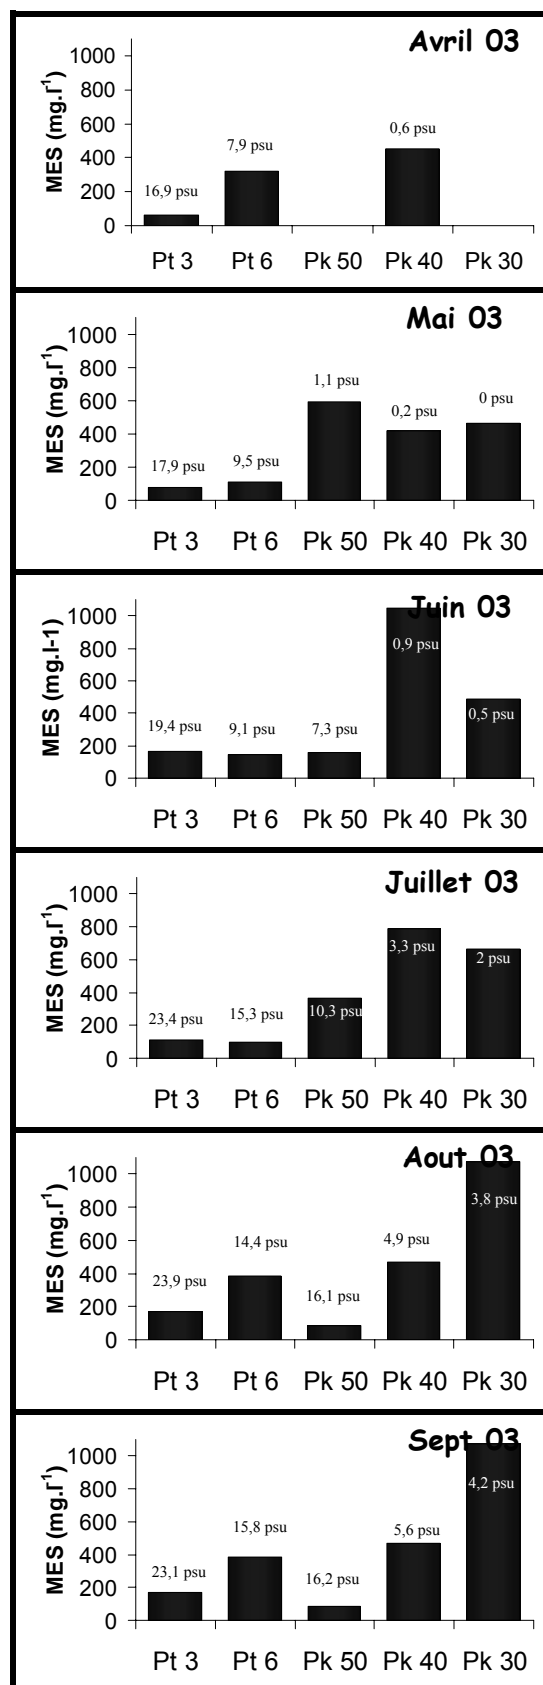 Avril 03
MES (mg.l-1)
1000
800
600
400
200
0
16,9 psu
7,9 psu
0,6 psu
Pt 3 Pt 6 Pk 50 Pk 40 Pk 30
Mai 03
MES (mg.l-1)
1000
800
600
400
200
0
17,9 psu
9,5 psu
1,1 psu
0,2 psu
0 psu
Pt 3 Pt 6 Pk 50 Pk 40 Pk 30
Juin 03
MES (mg.l-1)
1000
800
600
400
200
0
19,4 psu
9,1 psu
7,3 psu
0,9 psu
0,5 psu
Pt 3 Pt 6 Pk 50 Pk 40 Pk 30
Juillet 03
MES (mg.l-1)
1000
800
600
400
200
0
23,4 psu
15,3 psu
10,3 psu
3,3 psu
2 psu
Pt 3 Pt 6 Pk 50 Pk 40 Pk 30
Aout 03
MES (mg.l-1)
1000
800
600
400
200
0
23,9 psu
14,4 psu
16,1 psu
4,9 psu
3,8 psu
Pt 3 Pt 6 Pk 50 Pk 40 Pk 30
Sept 03
MES (mg.l-1)
1000
800
600
400
200
0
23,1 psu
15,8 psu
16,2 psu
5,6 psu
4,2 psu
Pt 3 Pt 6 Pk 50 Pk 40 Pk 30